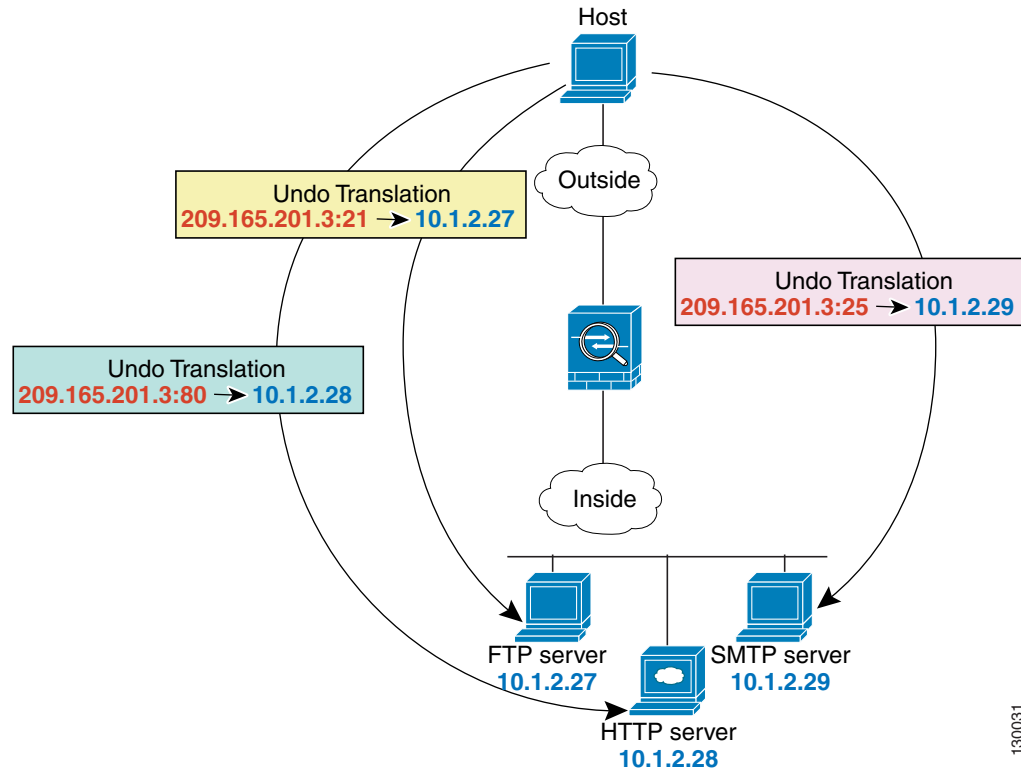 Host
Outside
Undo Translation
209.165.201.3:21 → 10.1.2.27
Undo Translation
209.165.201.3:25 → 10.1.2.29
Undo Translation
209.165.201.3:80 → 10.1.2.28
Inside
FTP server
10.1.2.27
SMTP server
10.1.2.29
HTTP server
10.1.2.28
130031